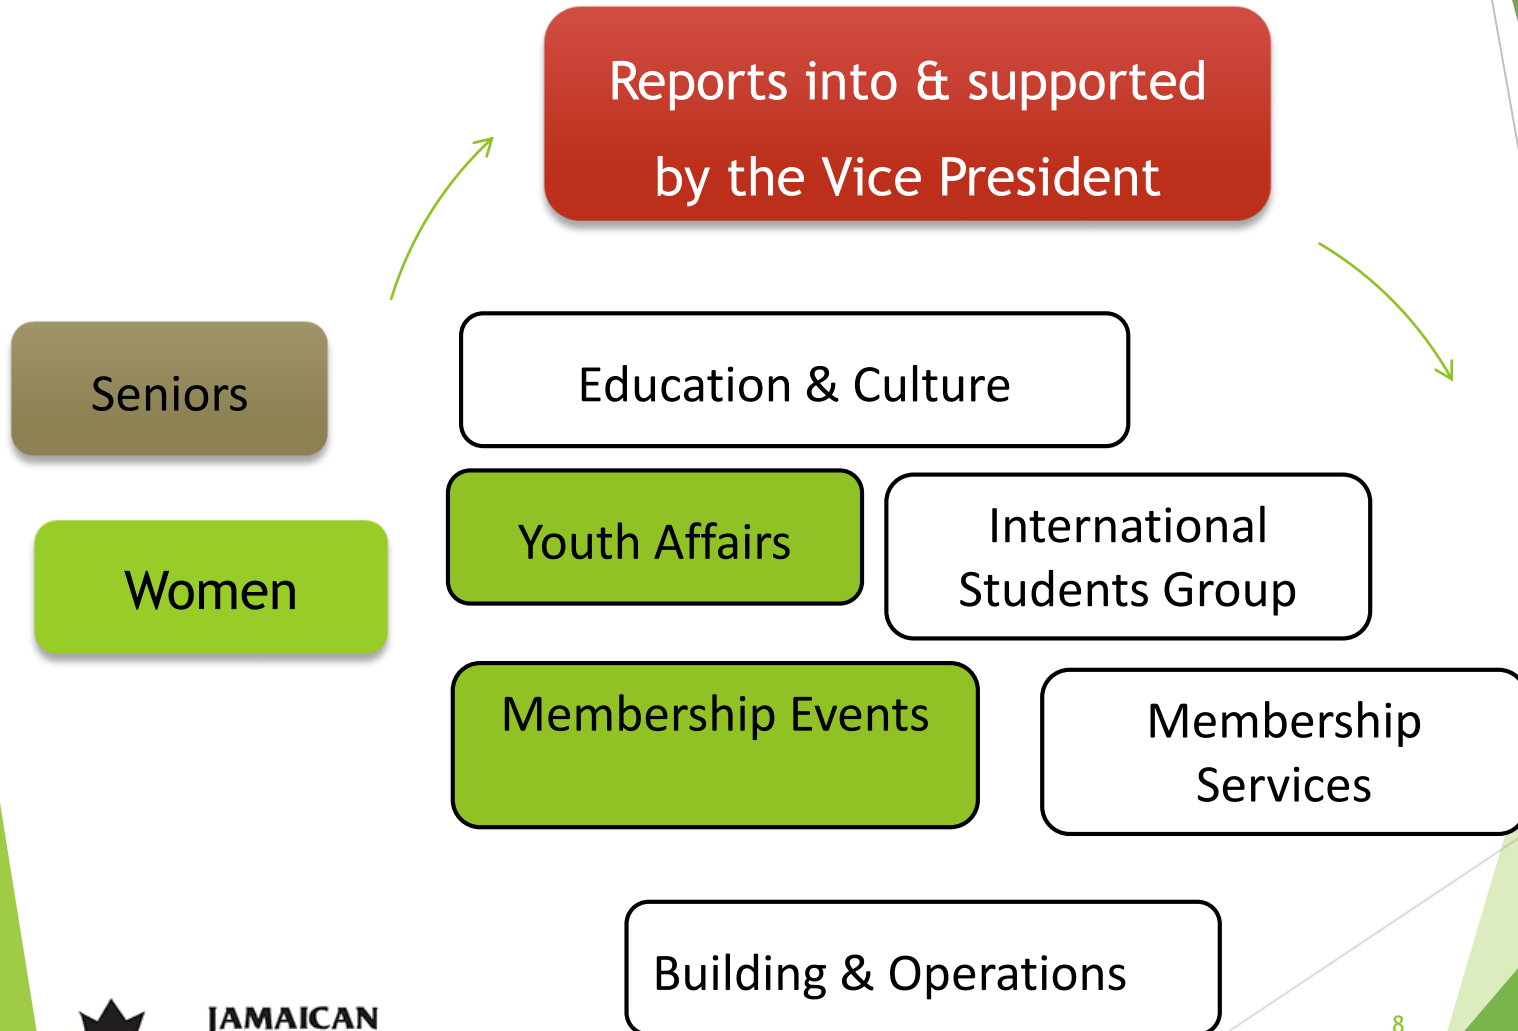 Reports into & supported
by the Vice President
Seniors
Education & Culture
Women
Youth Affairs
International
Students Group
Membership Events
Membership
Services
Building & Operations
JAMAICAN
8